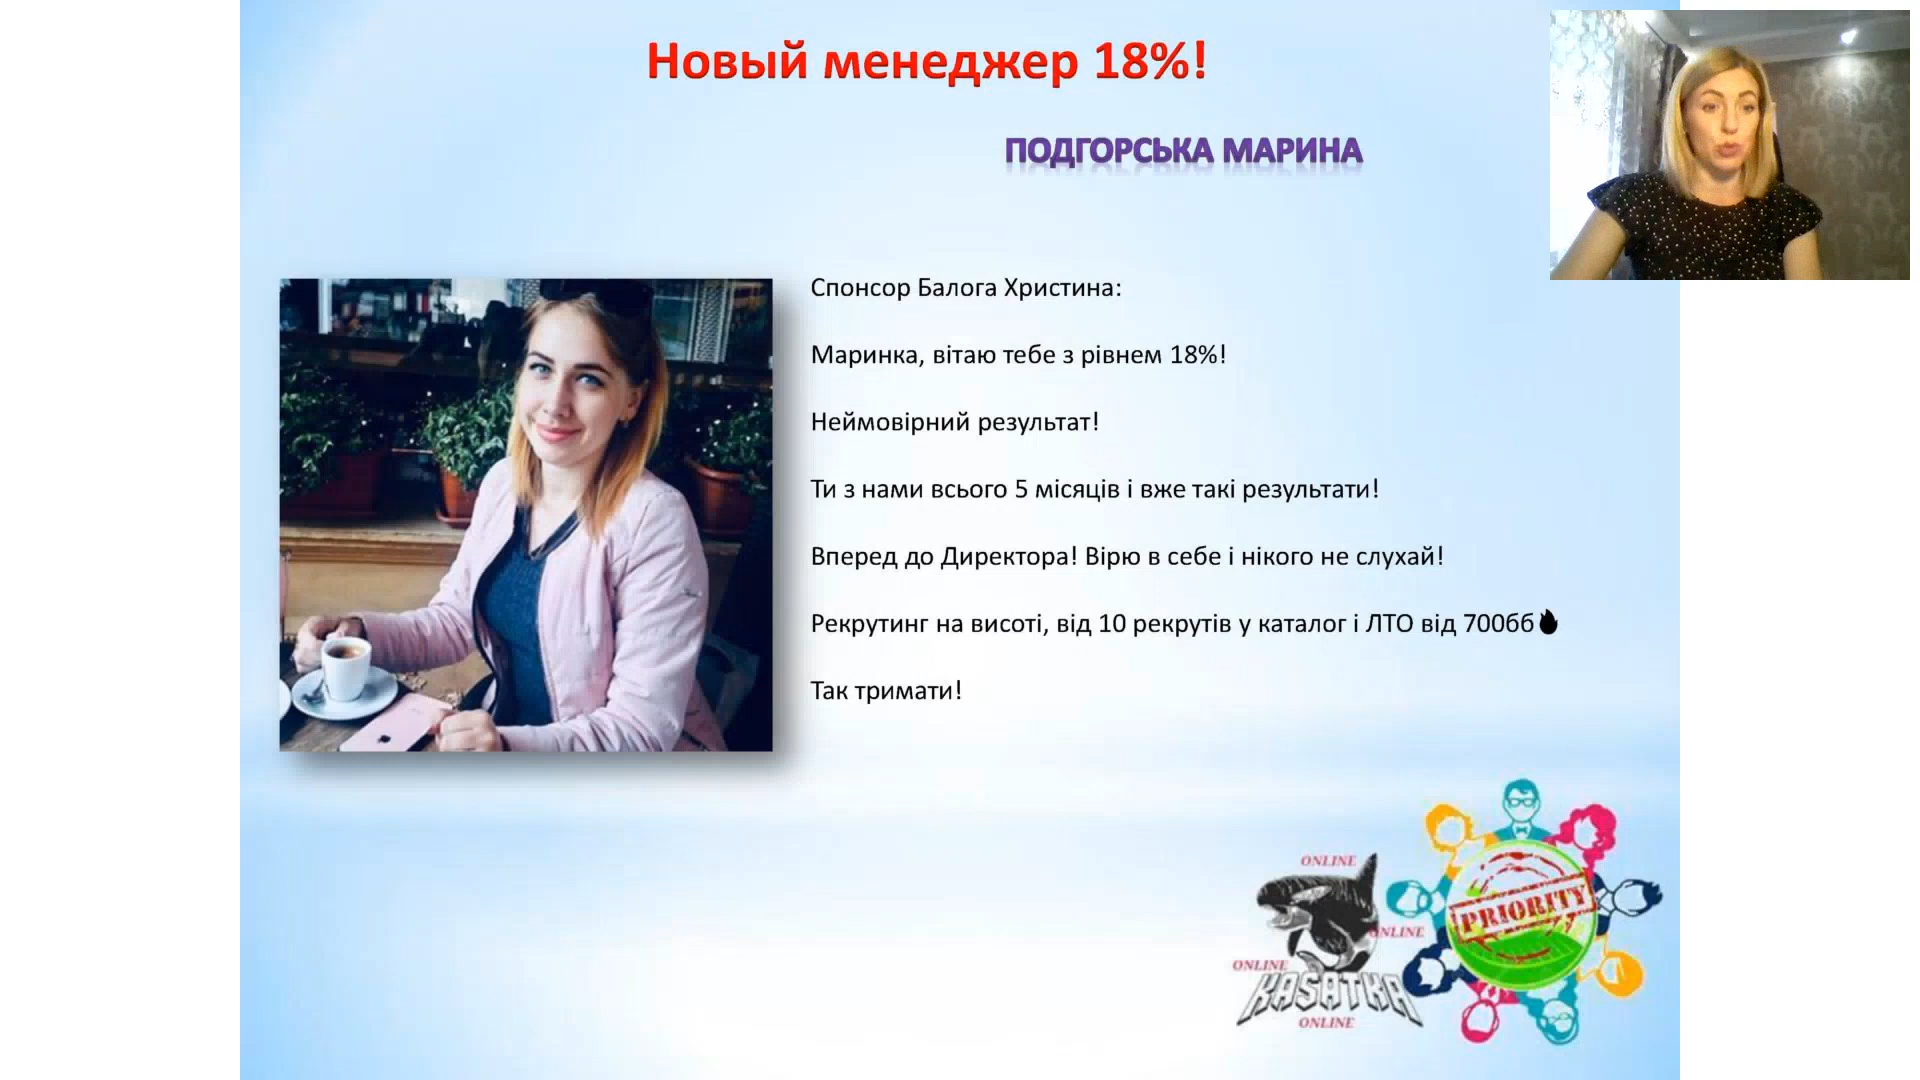 Новый менеджер 18%!
ПОДГОРСЬКА МАРИНА
Спонсор Балога Христина:
Маринка, вітаю тебе з рівнем 18%!
Неймовірний результат!
Ти з нами всього 5 місяців і вже такі результати!
Вперед до Директора! Вірю в себе і нікого не слухай!
Рекрутинг на висоті, від 10 рекрутів у каталог і ЛТО від 700бб
Так тримати!
ONLINE
ONLINE
ONLINE
KASATKA
ONLINE
PRIORITY